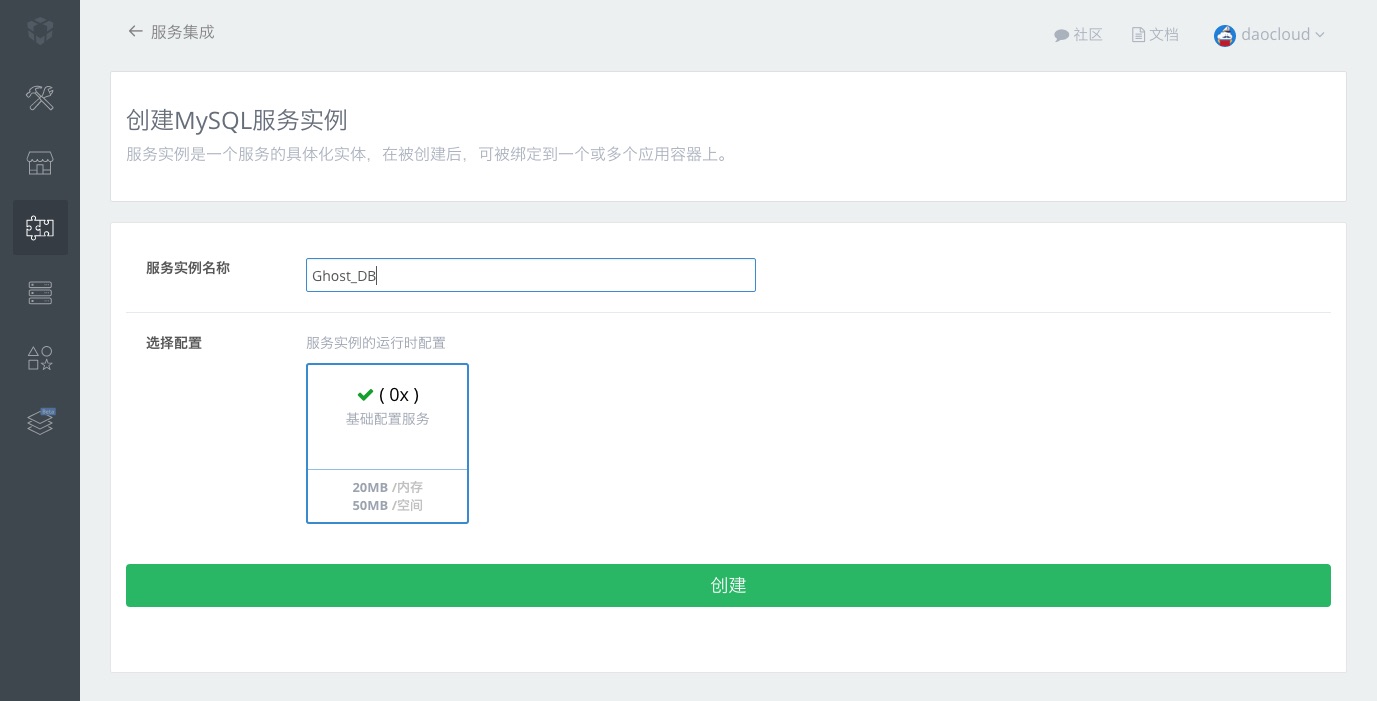 ← 服务集成
社区
文档
daocloud
创建MySQL服务实例
服务实例是一个服务的具体化实体，在被创建后，可被绑定到一个或多个应用容器上。
服务实例名称
Ghost_DB
选择配置
服务实例的运行时配置
( 0x )
基础配置服务
20MB /内存
50MB /空间
Beta
创建